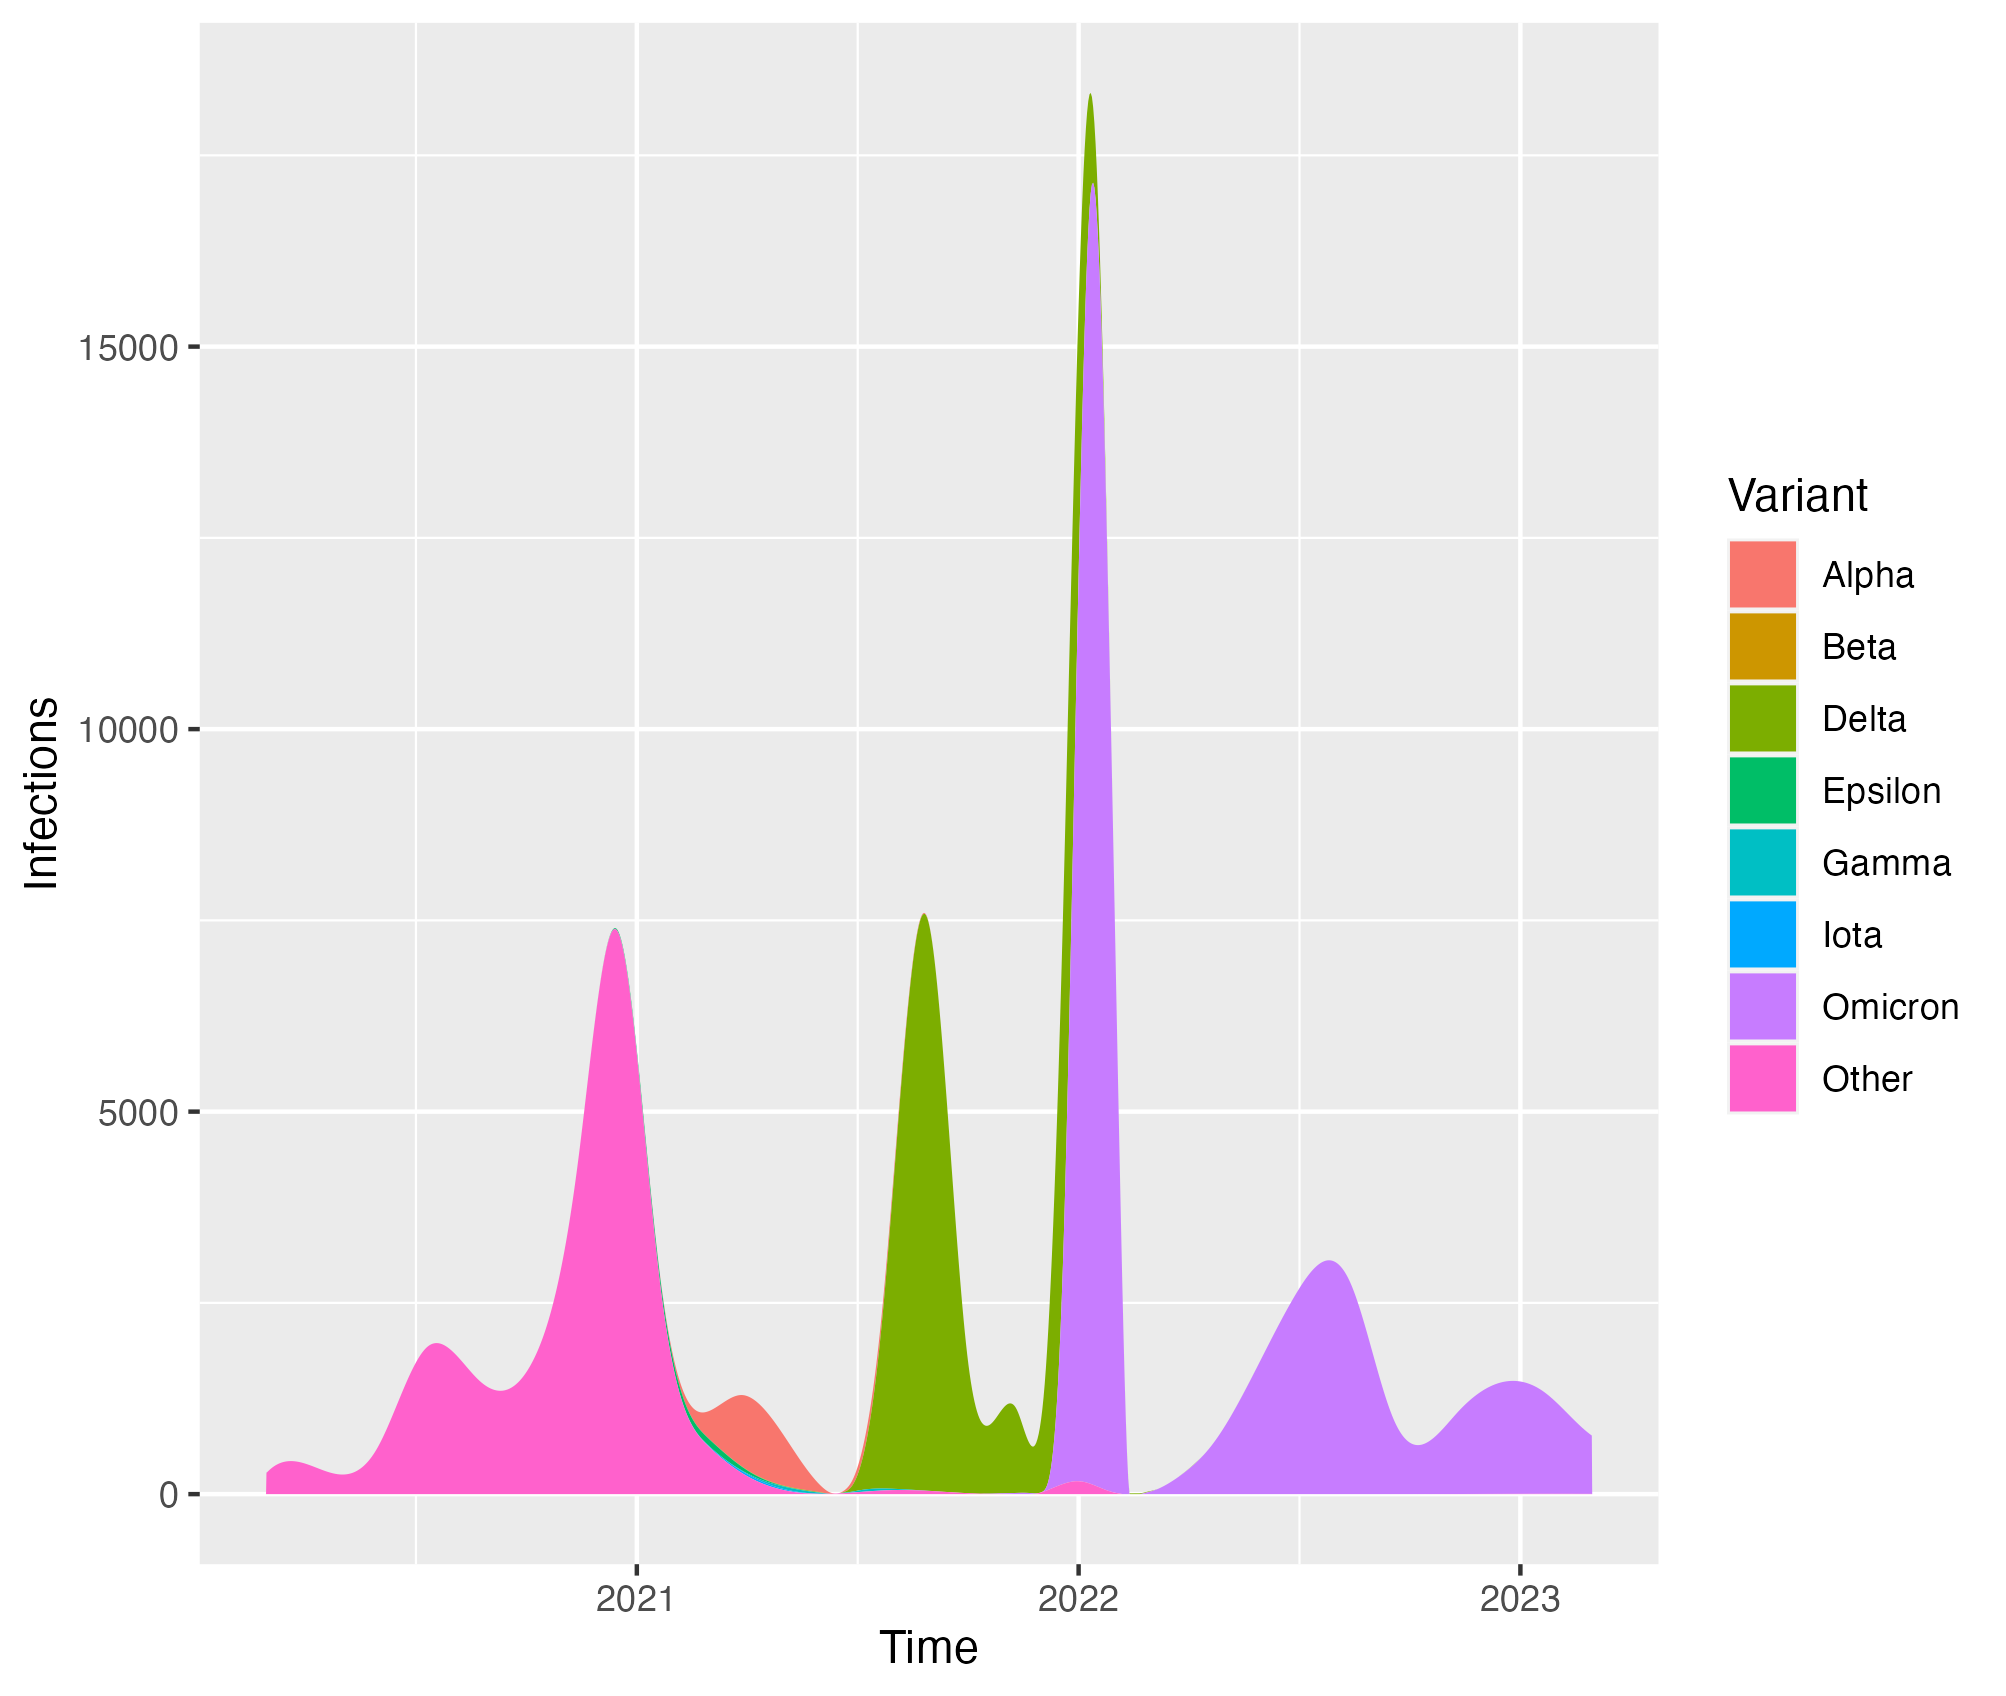 15000
10000
5000
0
Infections
2021
2022
2023
Time
Variant
Alpha
Beta
Delta
Epsilon
Gamma
Iota
Omicron
Other